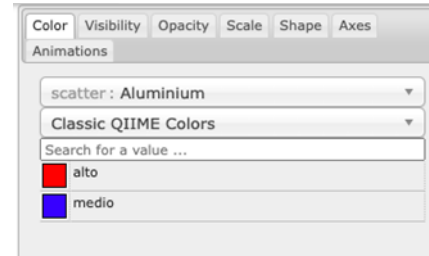 Color Visibility Opacity Scale Shape Axes
Animations
scatter : Aluminium
Classic QIIME Colors
Search for a value ...
alto
medio